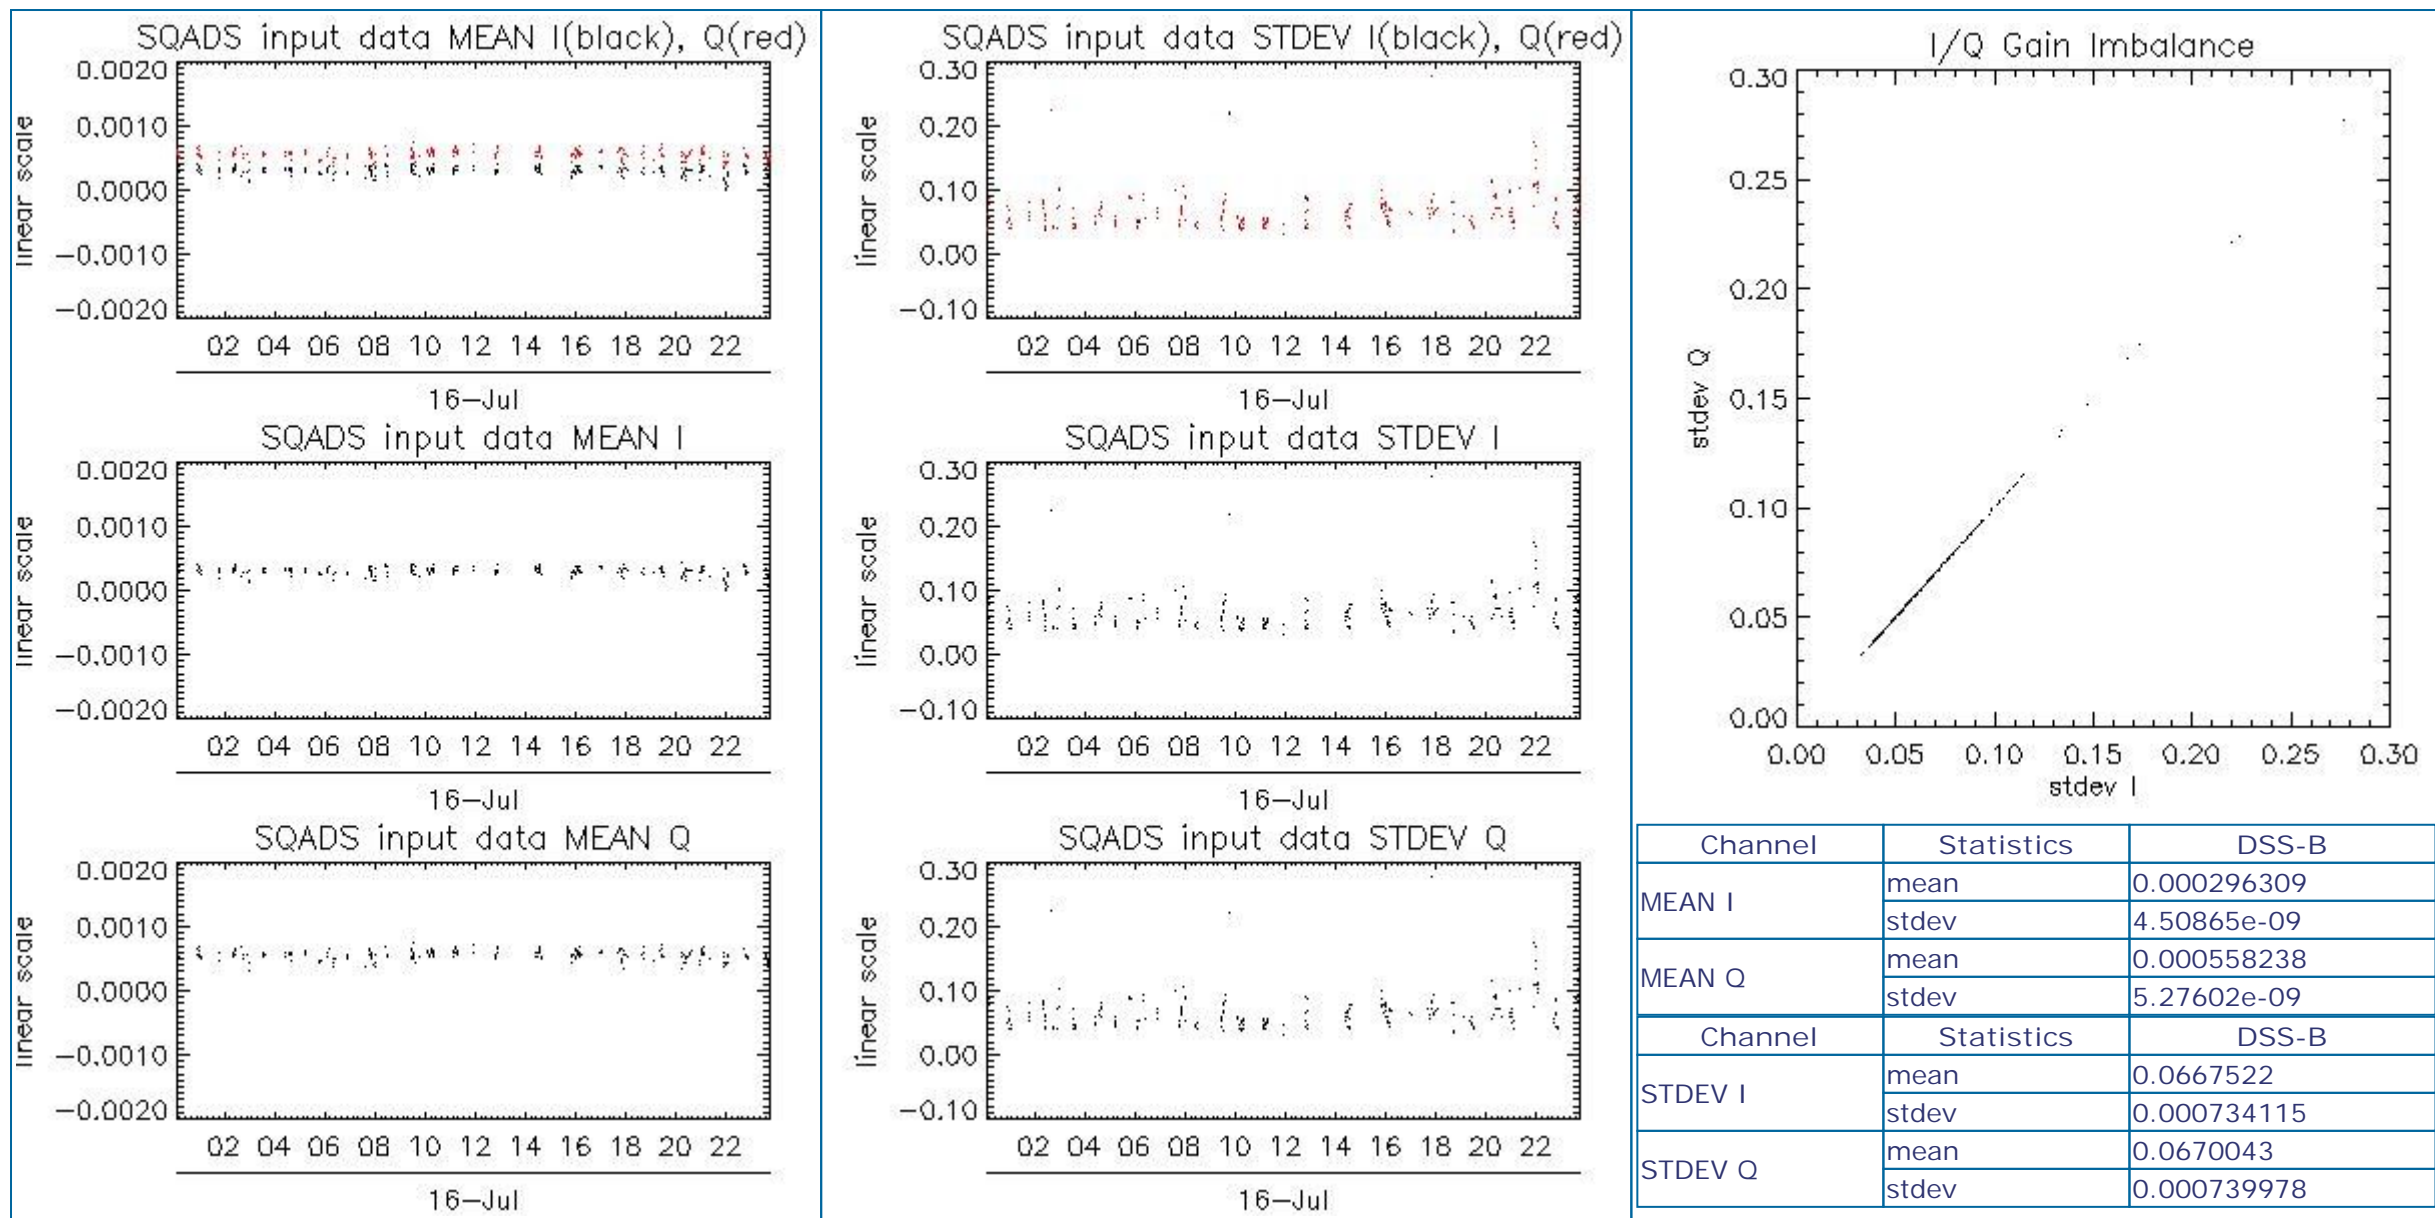 SQADS input data MEAN I(black), Q(red)
linear scale
0.0020
0.0010
0.0000
−0.0010
−0.0020
02 04 06 08 10 12 14 16 18 20 22
16−Jul
SQADS input data MEAN I
linear scale
0.0020
0.0010
0.0000
−0.0010
−0.0020
02 04 06 08 10 12 14 16 18 20 22
16−Jul
SQADS input data MEAN Q
linear scale
0.0020
0.0010
0.0000
−0.0010
−0.0020
02 04 06 08 10 12 14 16 18 20 22
16−Jul
SQADS input data STDEV I(black), Q(red)
linear scale
0.30
0.20
0.10
0.00
−0.10
02 04 06 08 10 12 14 16 18 20 22
16−Jul
SQADS input data STDEV I
linear scale
0.30
0.20
0.10
0.00
−0.10
02 04 06 08 10 12 14 16 18 20 22
16−Jul
SQADS input data STDEV Q
linear scale
0.30
0.20
0.10
0.00
−0.10
02 04 06 08 10 12 14 16 18 20 22
16−Jul
I/Q Gain Imbalance
stdev Q
0.30
0.25
0.20
0.15
0.10
0.05
0.00
0.00 0.05 0.10 0.15 0.20 0.25 0.30
stdev I
Channel Statistics DSS-B
MEAN I mean 0.000296309
stdev 4.50865e-09
MEAN Q mean 0.000558238
stdev 5.27602e-09
Channel Statistics DSS-B
STDEV I mean 0.0667522
stdev 0.000734115
STDEV Q mean 0.0670043
stdev 0.000739978